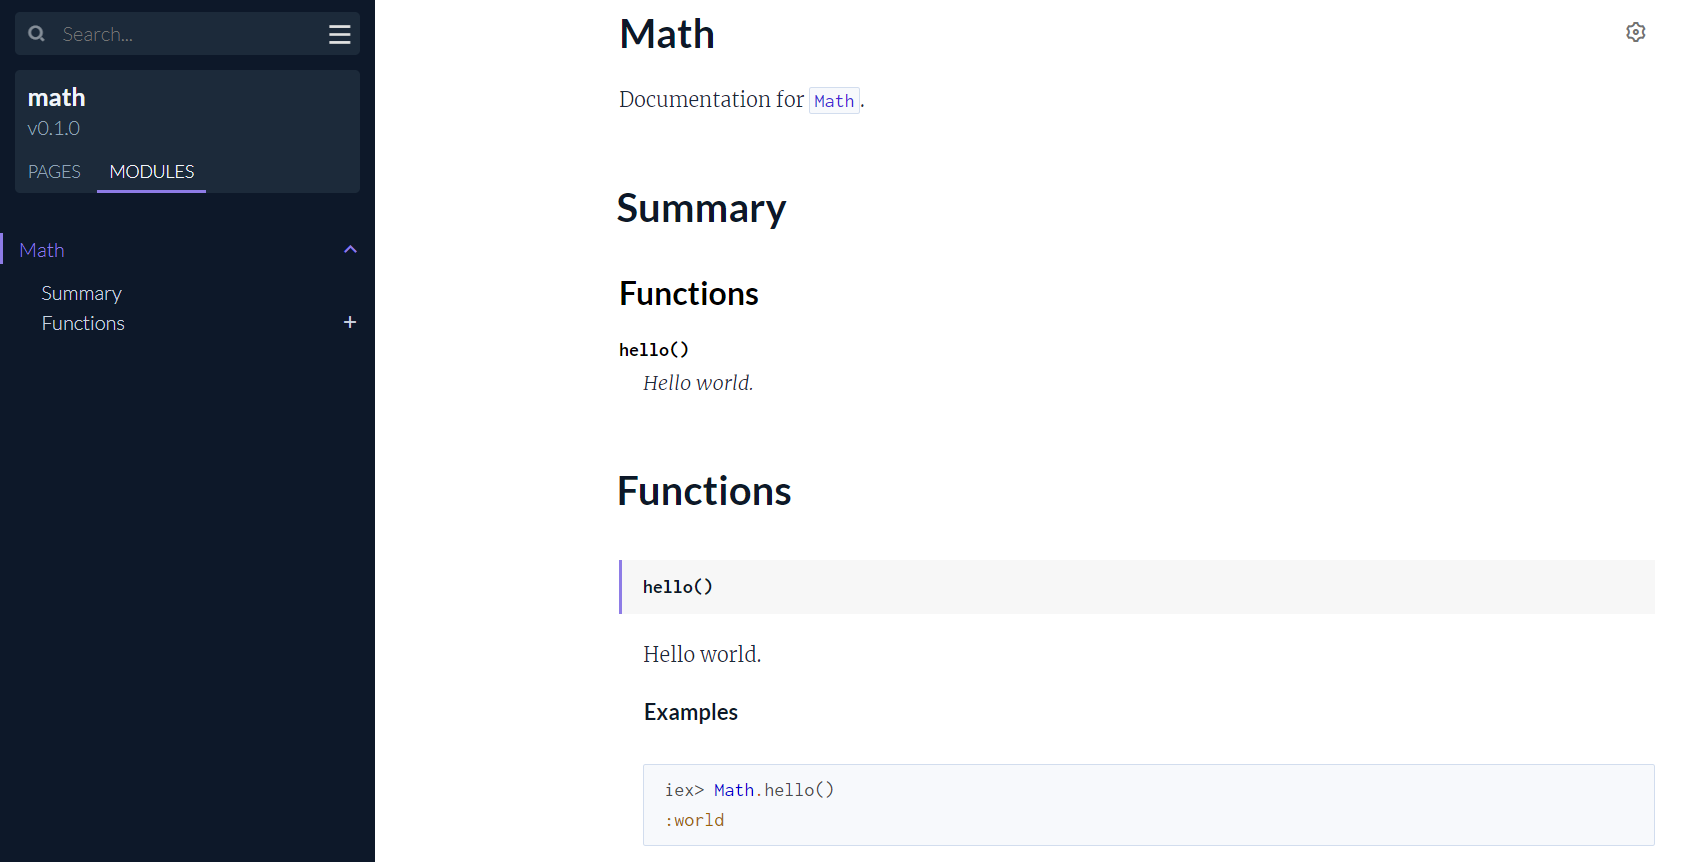 Search...
math
v0.1.0
PAGES MODULES
Math
Summary
Functions
Math
Documentation for Math.
Summary
Functions
hello()
Hello world.
Functions
hello()
Hello world.
Examples
iex> Math.hello()
:world